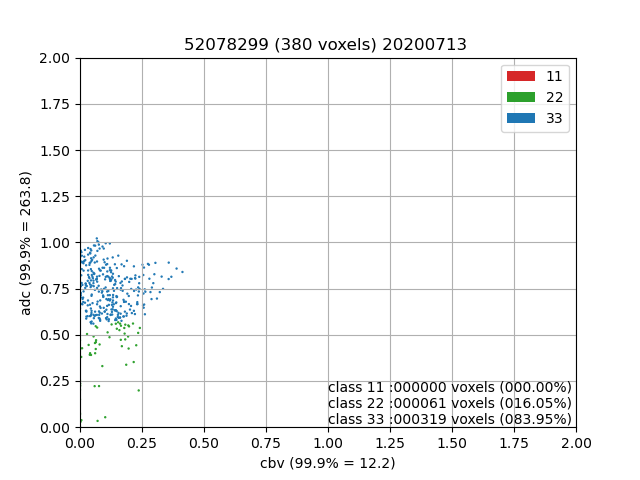 52078299 (380 voxels) 20200713
2.00
1.75
1.50
1.25
1.00
0.75
0.50
0.25
0.00
adc (99.9% = 263.8)
11
22
33
class 11 :000000 voxels (000.00%)
class 22 :000061 voxels (016.05%)
class 33 :000319 voxels (083.95%)
0.00 0.25 0.50 0.75 1.00 1.25 1.50 1.75 2.00
cbv (99.9% = 12.2)